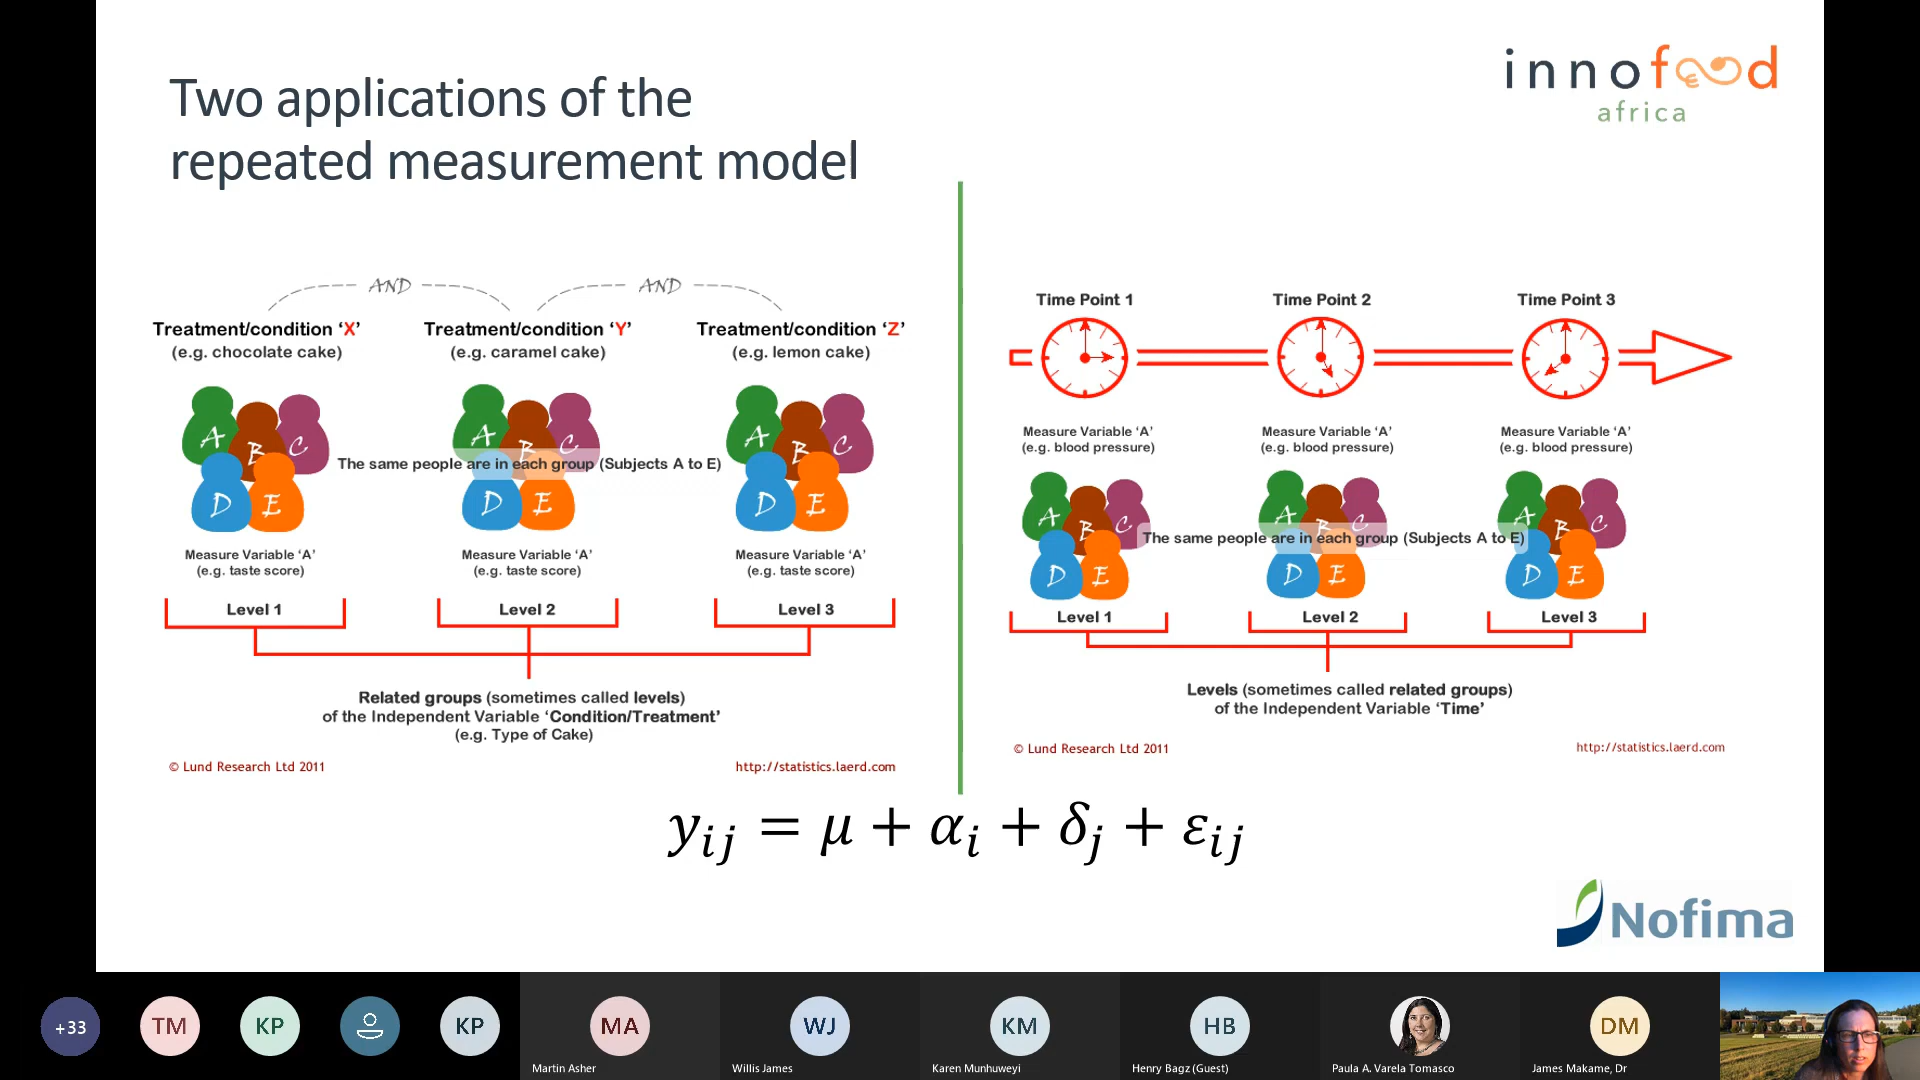 Two applications of the
repeated measurement model
innofood
africa
AND
AND
Treatment/condition ‘X’
(e.g. chocolate cake)
Treatment/condition ‘Y’
(e.g. caramel cake)
Treatment/condition ‘Z’
(e.g. lemon cake)
A B C D E
A B C D E
A B C D E
The same people are in each group (Subjects A to E)
Measure Variable ‘A’
(e.g. taste score)
Measure Variable ‘A’
(e.g. taste score)
Measure Variable ‘A’
(e.g. taste score)
Level 1
Level 2
Level 3
Related groups (sometimes called levels)
of the Independent Variable ‘Condition/Treatment’
(e.g. Type of Cake)
© Lund Research Ltd 2011
http://statistics.laerd.com
Time Point 1
Time Point 2
Time Point 3
Measure Variable ‘A’
(e.g. blood pressure)
Measure Variable ‘A’
(e.g. blood pressure)
Measure Variable ‘A’
(e.g. blood pressure)
A B C D E
A B C D E
A B C D E
The same people are in each group (Subjects A to E)
Level 1
Level 2
Level 3
Levels (sometimes called related groups)
of the Independent Variable ‘Time’
© Lund Research Ltd 2011
http://statistics.laerd.com
y_ij = μ + α_i + δ_j + ε_ij
Nofima
+33
TM
KP
KP
MA
Martin Asher
WJ
Willis James
KM
Karen Munhuweyi
HB
Henry Bagz (Guest)
Paula A. Varela Tomasco
DM
James Makame, Dr